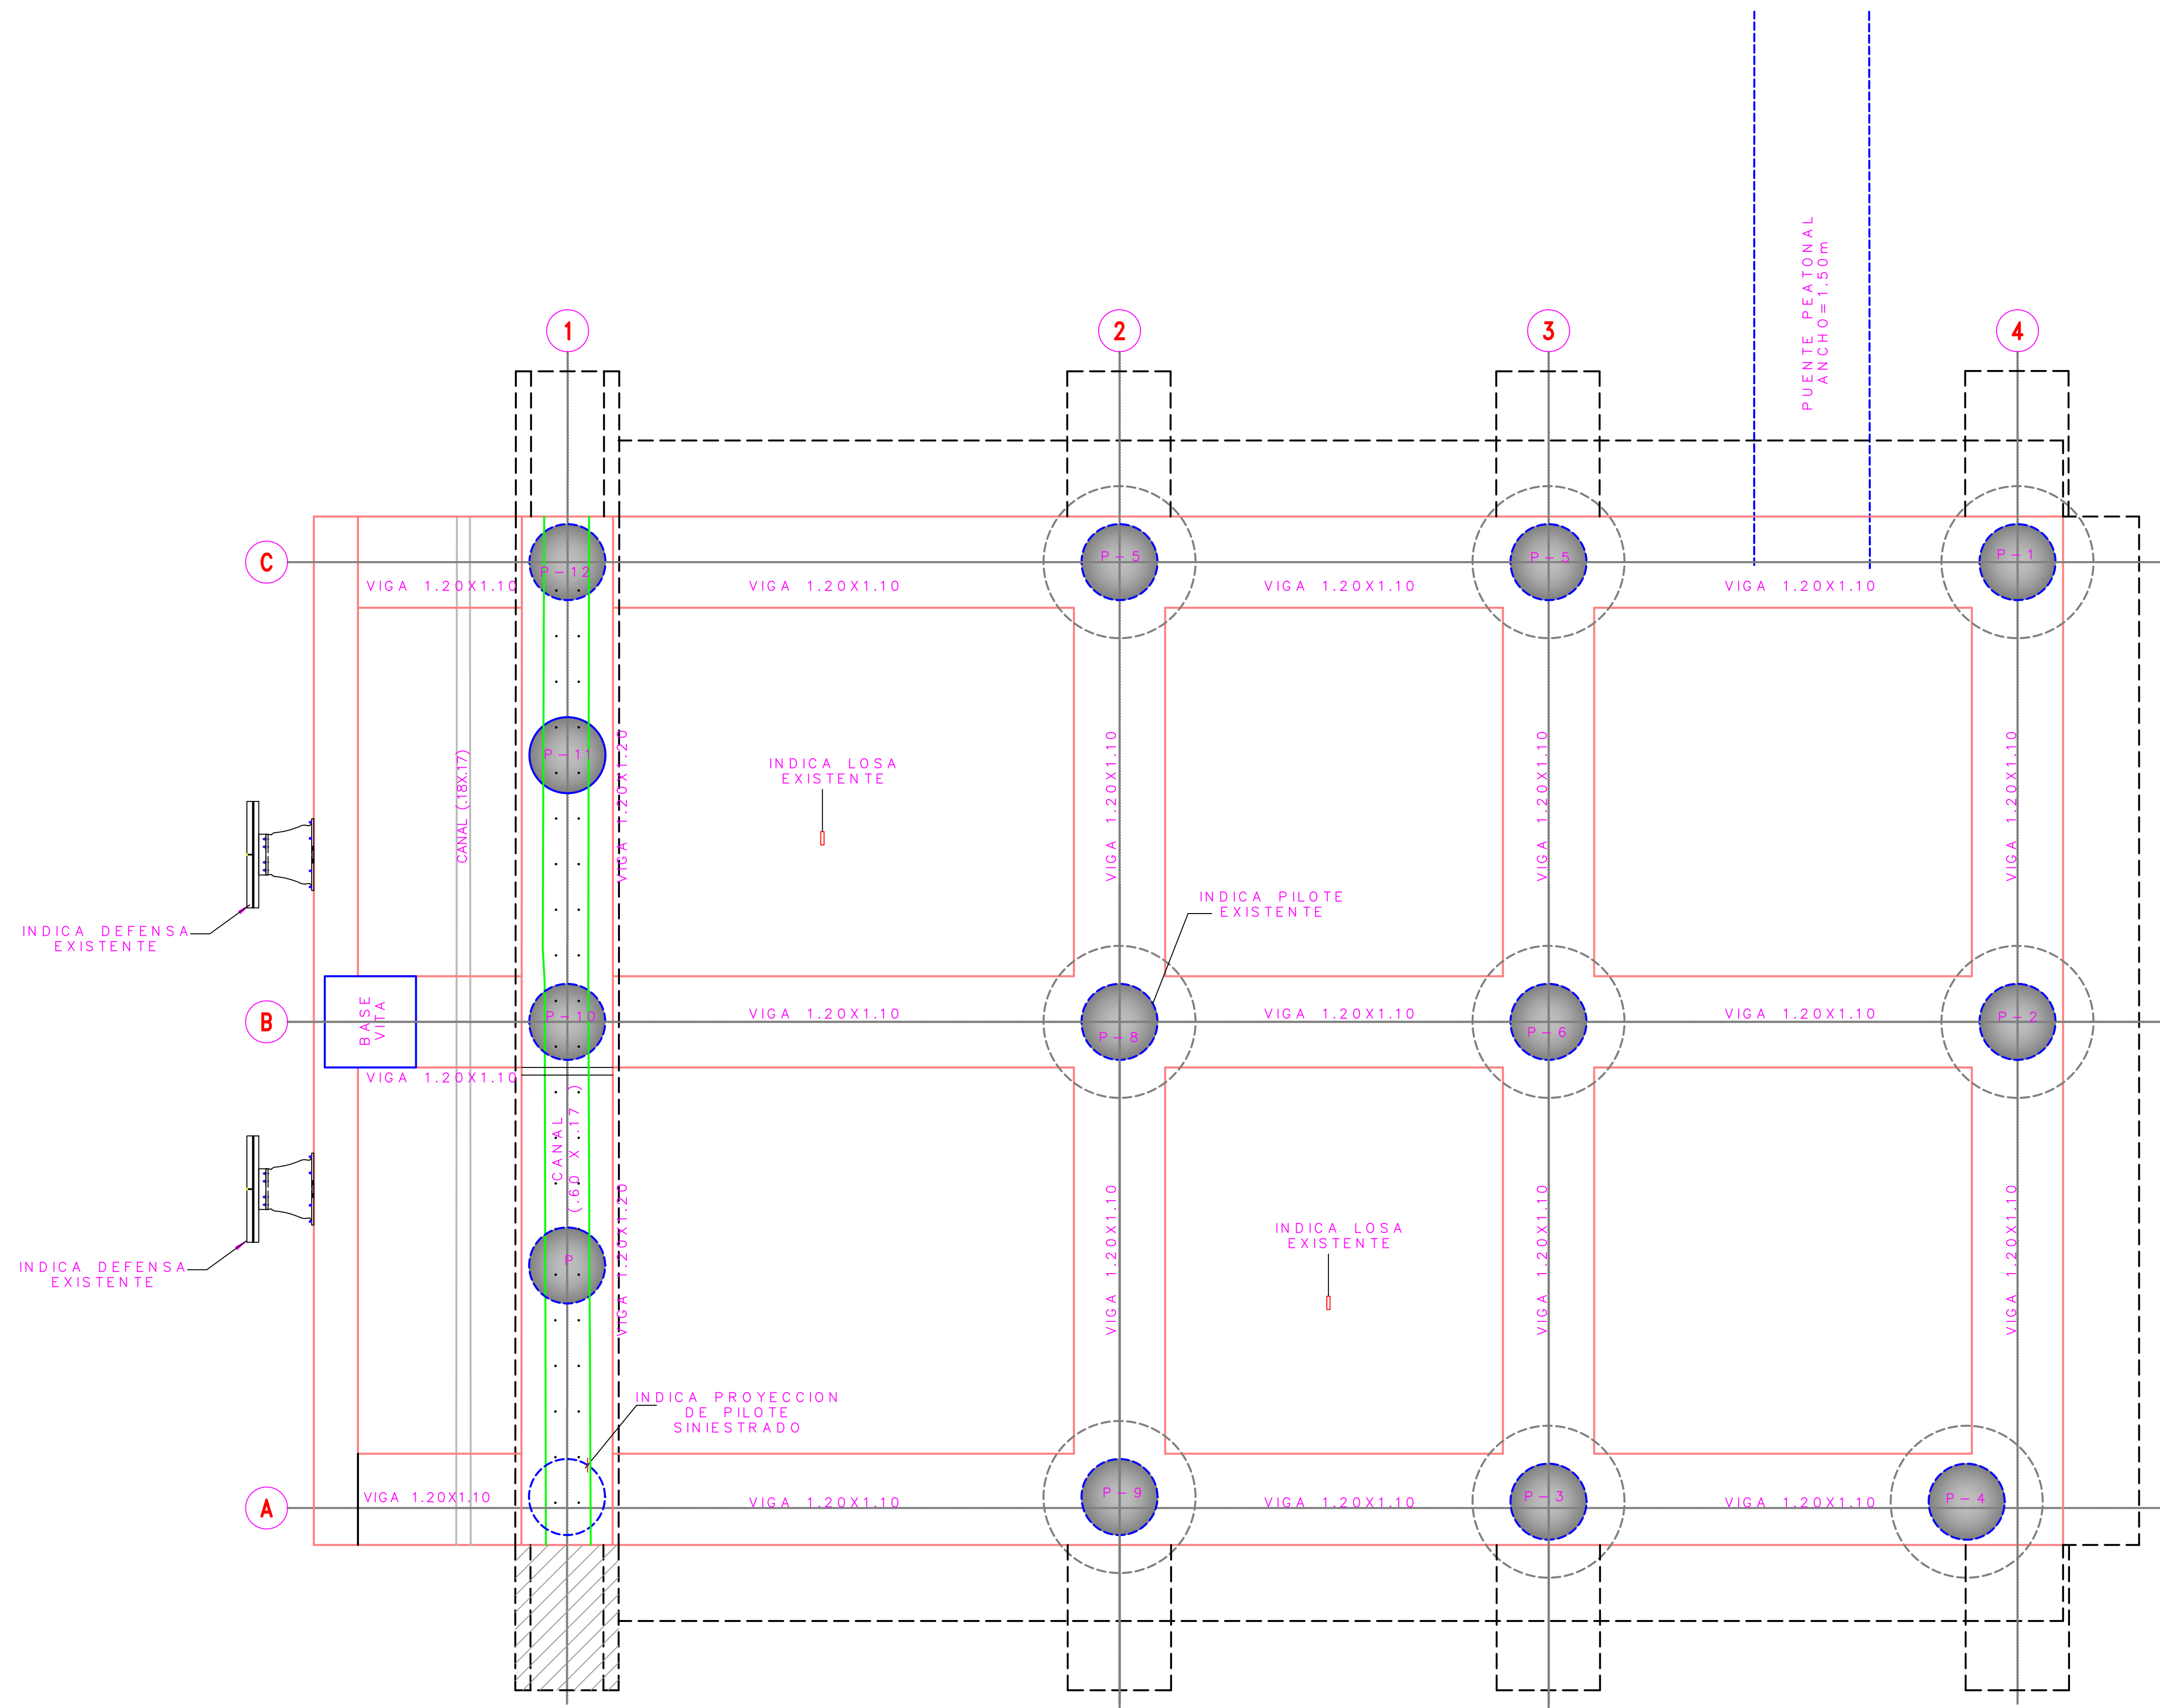 PUENTE PEATONAL
ANCHO=1.50m
1
2
3
4
C
P-12
P-5
P-5
P-1
VIGA 1.20X1.10
VIGA 1.20X1.10
VIGA 1.20X1.10
VIGA 1.20X1.10
CANAL (.18X.17)
P-11
VIGA 1.20X1.20
INDICA LOSA
EXISTENTE
VIGA 1.20X1.10
VIGA 1.20X1.10
VIGA 1.20X1.10
INDICA DEFENSA
EXISTENTE
INDICA PILOTE
EXISTENTE
B
BASE
VITA
P-10
VIGA 1.20X1.10
P-8
VIGA 1.20X1.10
P-6
VIGA 1.20X1.10
P-2
VIGA 1.20X1.10
CANAL
(.60 X .17)
VIGA 1.20X1.20
VIGA 1.20X1.10
VIGA 1.20X1.10
VIGA 1.20X1.10
INDICA DEFENSA
EXISTENTE
P
INDICA LOSA
EXISTENTE
INDICA PROYECCION
DE PILOTE
SINIESTRADO
A
VIGA 1.20X1.10
VIGA 1.20X1.10
P-9
VIGA 1.20X1.10
P-3
VIGA 1.20X1.10
P-4